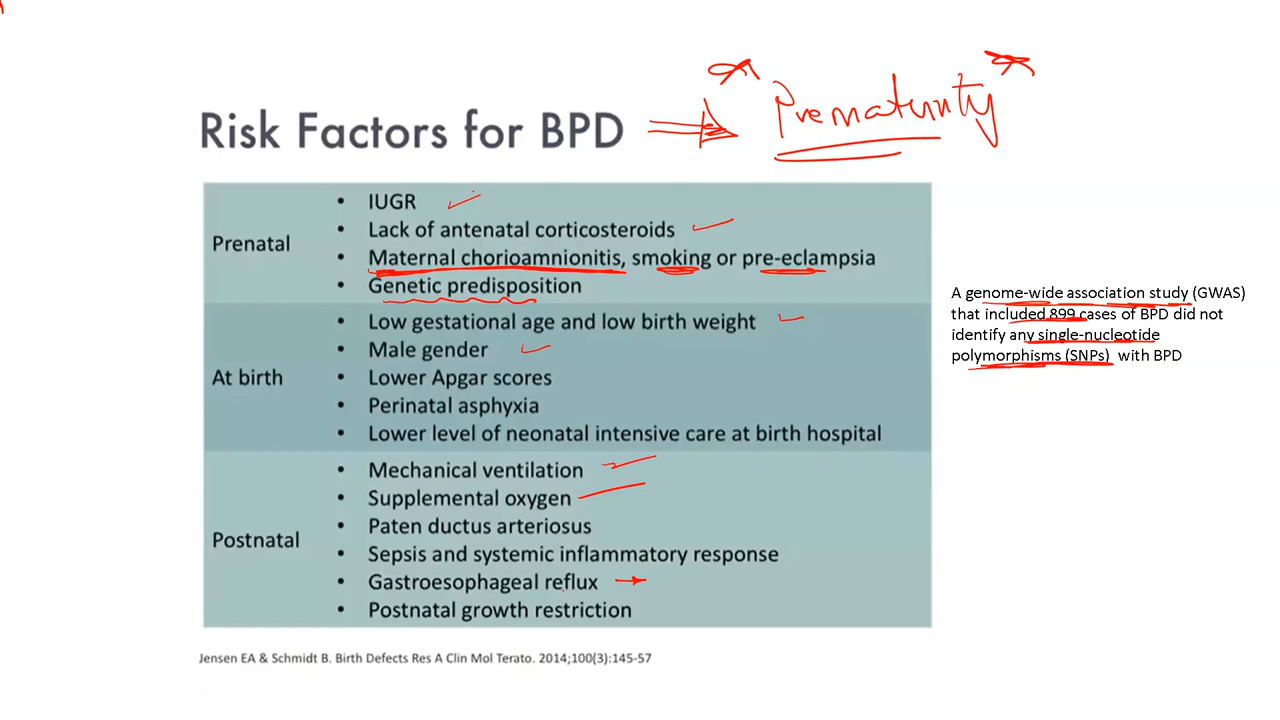 Risk Factors for BPD
Prematurity
Prenatal
• IUGR
• Lack of antenatal corticosteroids
• Maternal chorioamnionitis, smoking or pre-eclampsia
• Genetic predisposition
At birth
• Low gestational age and low birth weight
• Male gender
• Lower Apgar scores
• Perinatal asphyxia
• Lower level of neonatal intensive care at birth hospital
Postnatal
• Mechanical ventilation
• Supplemental oxygen
• Paten ductus arteriosus
• Sepsis and systemic inflammatory response
• Gastroesophageal reflux
• Postnatal growth restriction
A genome-wide association study (GWAS)
that included 899 cases of BPD did not
identify any single-nucleotide
polymorphisms (SNPs) with BPD
Jensen EA & Schmidt B. Birth Defects Res A Clin Mol Terato. 2014;100(3):145-57